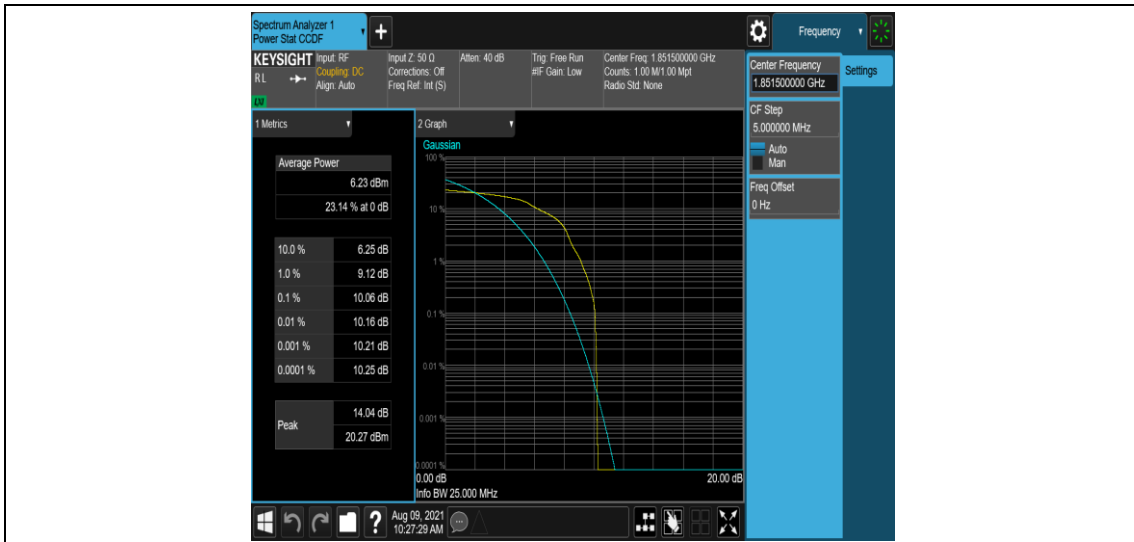 Spectrum Analyzer 1
Power Stat CCDF
+
Frequency
KEYSIGHT
RL
LM
Input: RF
Coupling: DC
Align: Auto
Input Z: 50 Ω
Corrections: Off
Freq Ref: Int (S)
Atten: 40 dB
Trig: Free Run
#IF Gain: Low
Center Freq: 1.851500000 GHz
Counts: 1.00 M/1.00 Mpt
Radio Std: None
Center Frequency
1.851500000 GHz
Settings
CF Step
5.000000 MHz
Auto
Man
Freq Offset
0 Hz
1 Metrics
Average Power
6.23 dBm
23.14 % at 0 dB
10.0 % 6.25 dB
1.0 % 9.12 dB
0.1 % 10.06 dB
0.01 % 10.16 dB
0.001 % 10.21 dB
0.0001 % 10.25 dB
Peak
14.04 dB
20.27 dBm
2 Graph
Gaussian
100 %
10 %
1 %
0.1 %
0.01 %
0.001 %
0.0001 %
0.00 dB 20.00 dB
Info BW 25.000 MHz
?
Aug 09, 2021
10:27:29 AM